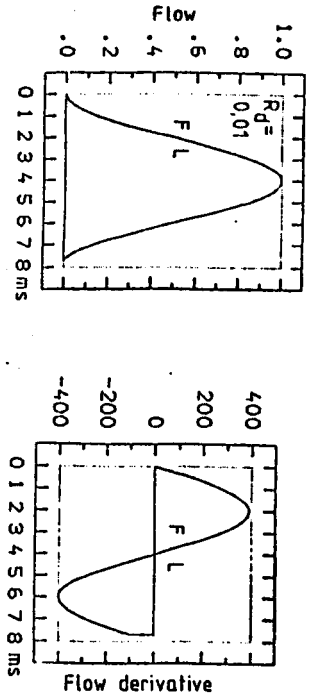 Flow
.0 .2 .4 .6 .8 1.0
Rd=
0,01
F L
0 1 2 3 4 5 6 7 8 ms
-400 -200 0 200 400
F L
0 1 2 3 4 5 6 7 8 ms
Flow derivative